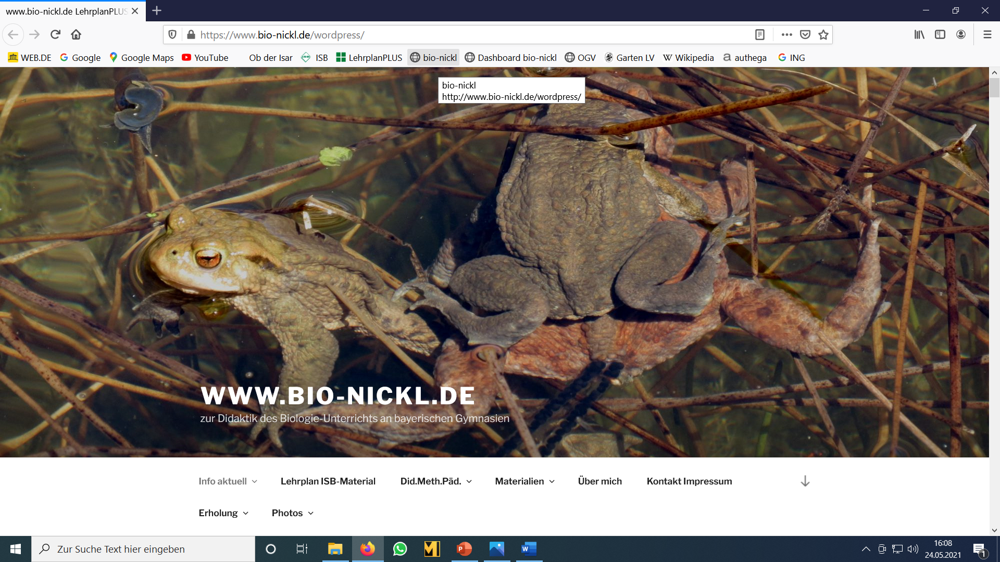 www.bio-nickl.de LehrplanPLUS
https://www.bio-nickl.de/wordpress/
WEB.DE Google Google Maps YouTube Ob der Isar ISB LehrplanPLUS bio-nickl Dashboard bio-nickl OGV Garten LV Wikipedia authega ING
bio-nickl
http://www.bio-nickl.de/wordpress/
WWW.BIO-NICKL.DE
zur Didaktik des Biologie-Unterrichts an bayerischen Gymnasien
Info aktuell Lehrplan ISB-Material Did.Meth.Päd. Materialien Über mich Kontakt Impressum
Erholung Photos
Zur Suche Text hier eingeben
16:08
24.05.2021
1